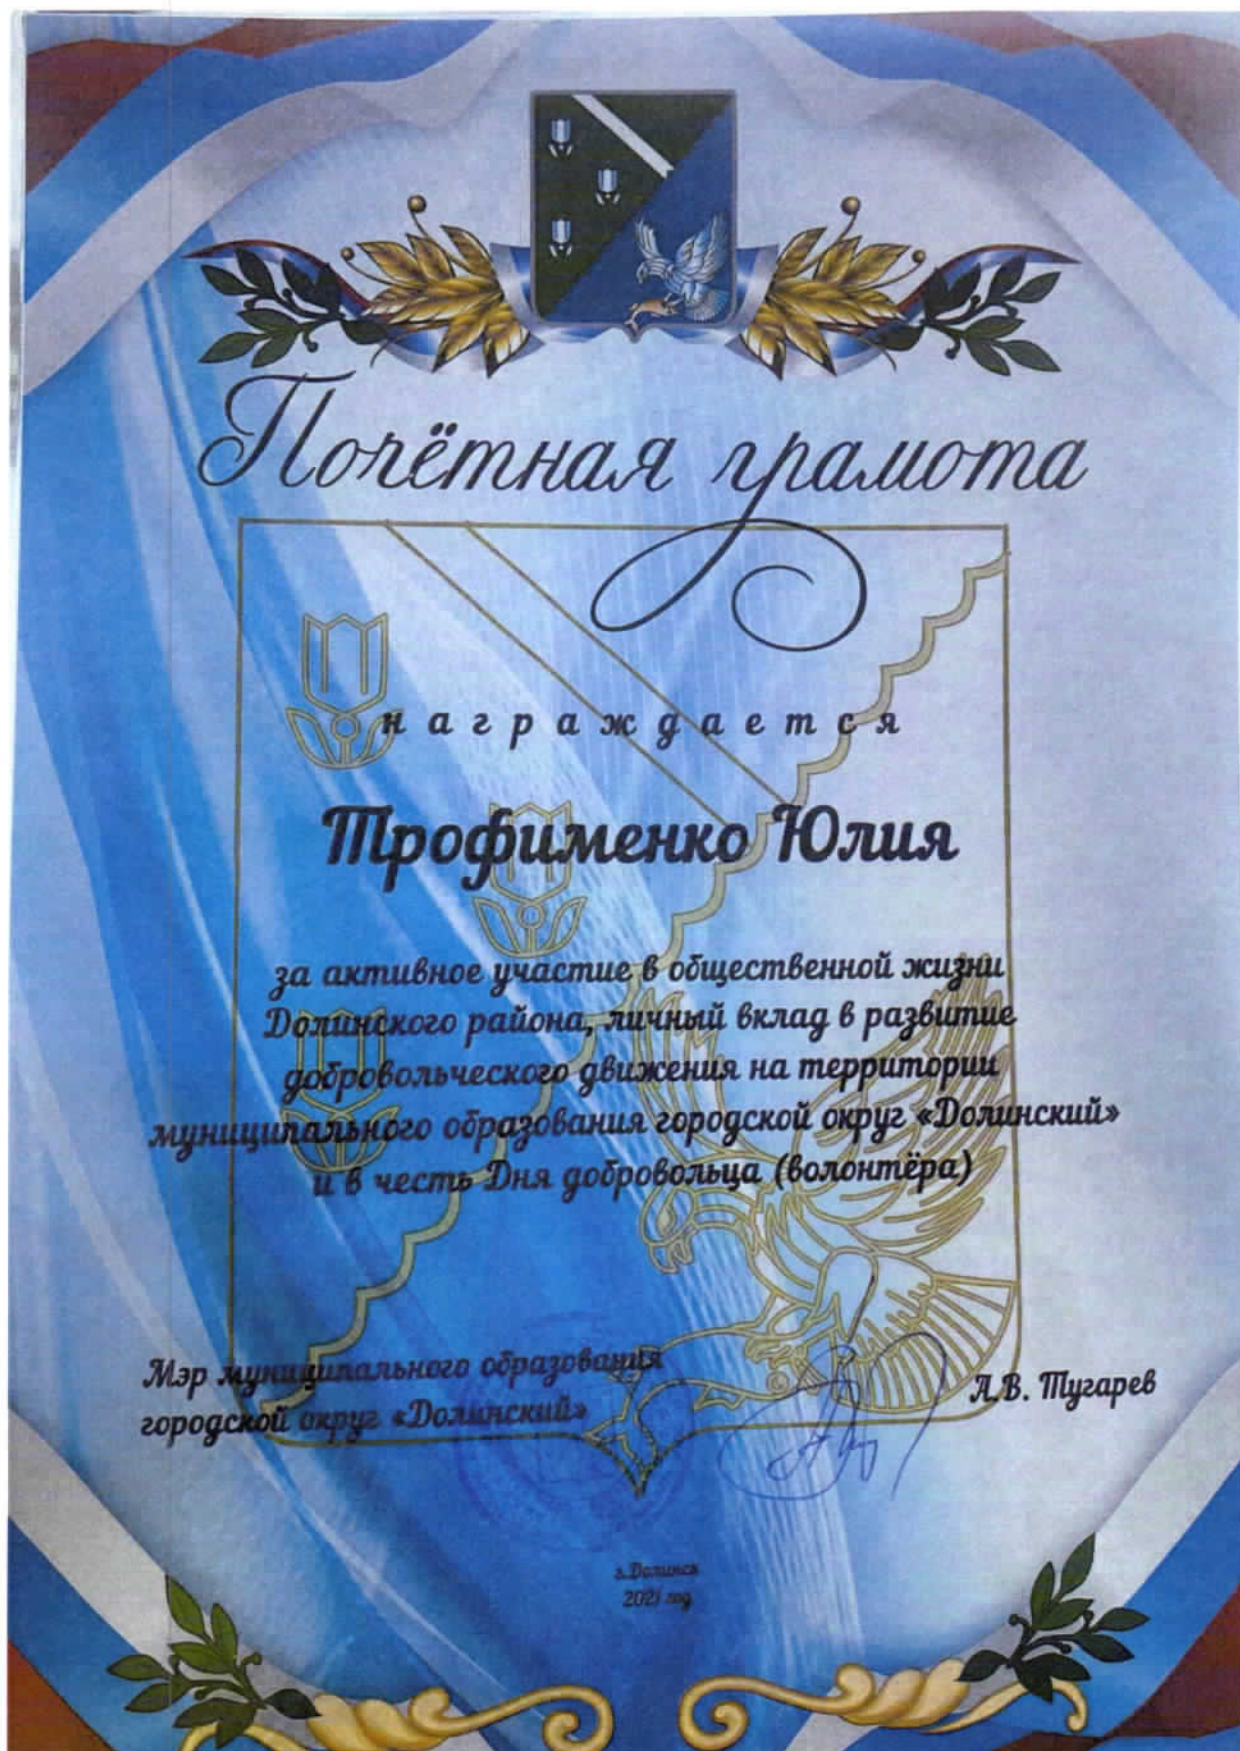 Почётная грамота
награждается
Трофименко Юлия
за активное участие в общественной жизни
Долинского района, личный вклад в развитие
добровольческого движения на территории
муниципального образования городской округ «Долинский»
и в честь Дня добровольца (волонтёра)
Мэр муниципального образования
городской округ «Долинский»
А.В. Тугарев
г.Долинск
2021 год